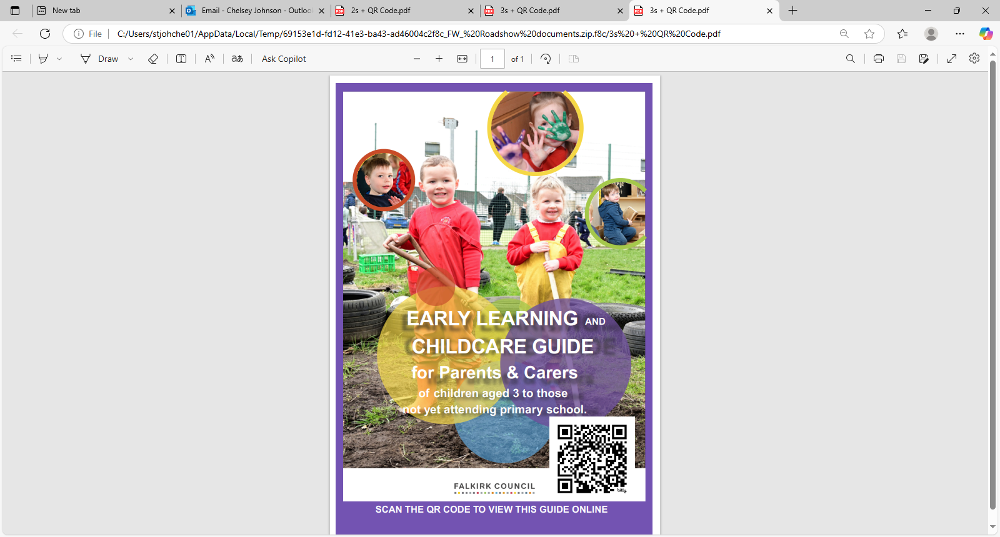 New tab
Email - Chelsey Johnson - Outloo
2s + QR Code.pdf
3s + QR Code.pdf
3s + QR Code.pdf
File
C:/Users/stjohche01/AppData/Local/Temp/69153e1d-fd12-41e3-ba43-ad46004c2f8c_FW_%20Roadshow%20documents.zip.f8c/3s%20+%20QR%20Code.pdf
Draw
Ask Copilot
1 of 1
EARLY LEARNING AND
CHILDCARE GUIDE
for Parents & Carers
of children aged 3 to those
not yet attending primary school.
bitly
FALKIRK COUNCIL
SCAN THE QR CODE TO VIEW THIS GUIDE ONLINE